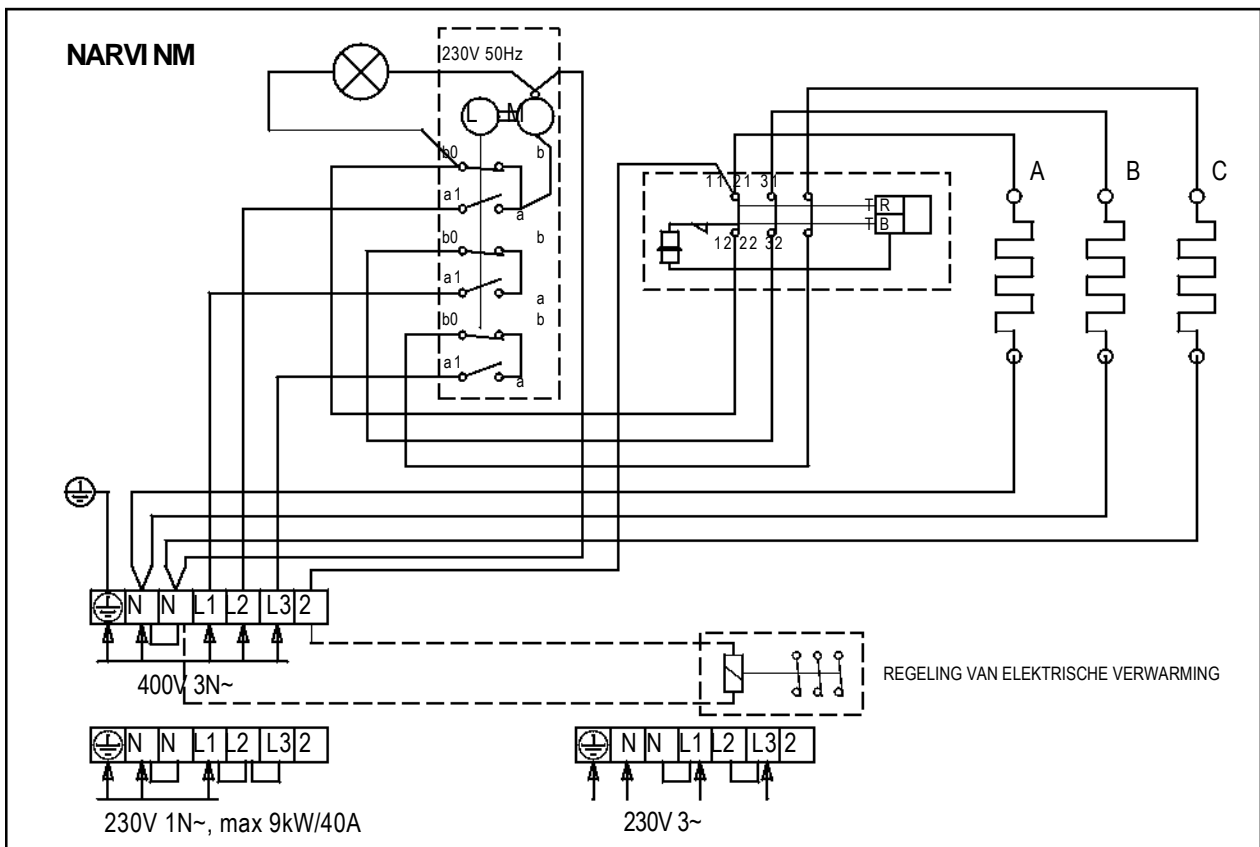 NARVI NM
230V 50Hz
L M
b0 b
a1
a
b0 b
a1
a
b0 b
a1
a
11 21 31
T R
T B
12 22 32
A B C
N N L1 L2 L3 2
400V 3N~
REGELING VAN ELEKTRISCHE VERWARMING
N N L1 L2 L3 2
230V 1N~, max 9kW/40A
N N L1 L2 L3 2
230V 3~